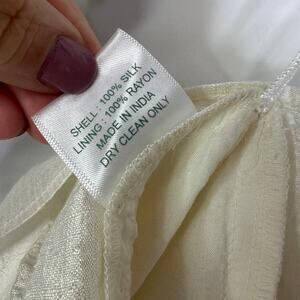 SHELL : 100% SILK
LINING : 100% RAYON
MADE IN INDIA
DRY CLEAN ONLY